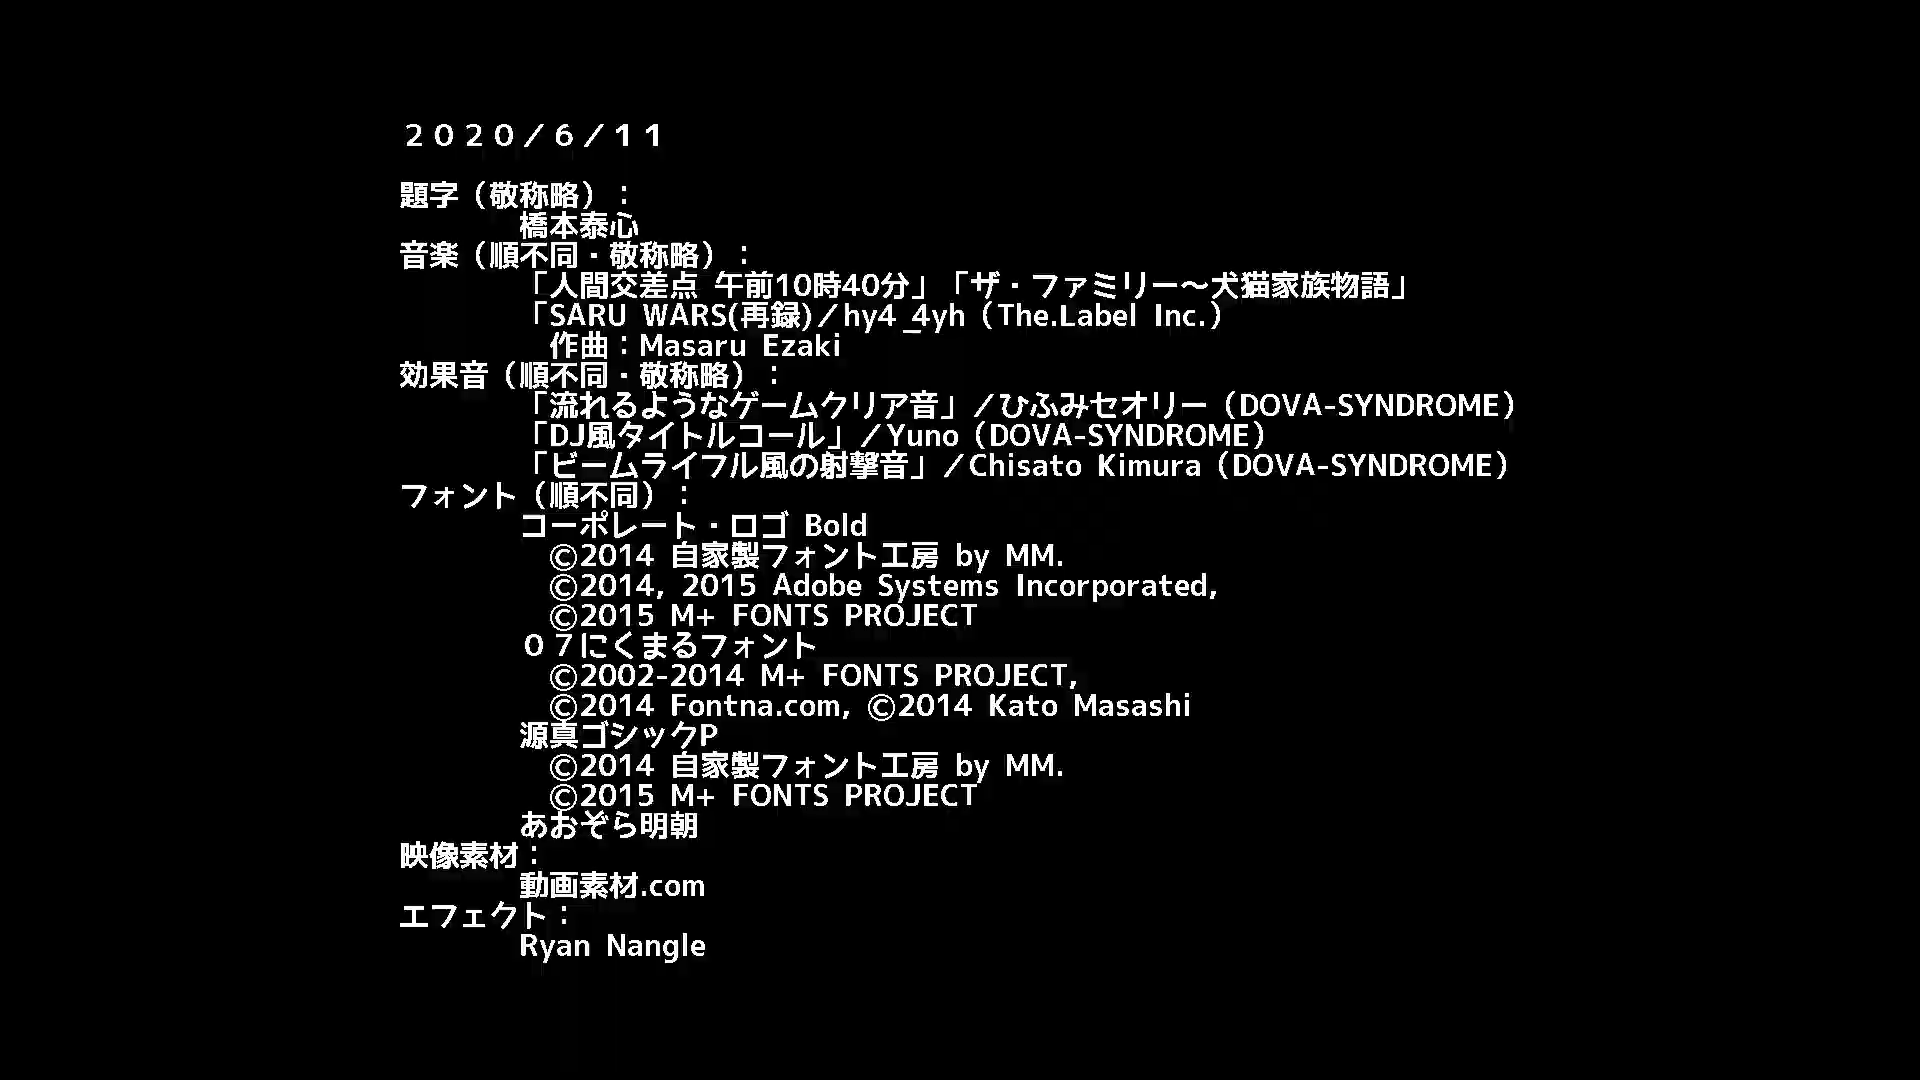 ２０２０／６／１１
題字（敬称略）：
橋本泰心
音楽（順不同・敬称略）：
「人間交差点 午前10時40分」「ザ・ファミリー～犬猫家族物語」
「SARU WARS(再録)／hy4_4yh（The.Label Inc.）
作曲：Masaru Ezaki
効果音（順不同・敬称略）：
「流れるようなゲームクリア音」／ひふみセオリー（DOVA-SYNDROME）
「DJ風タイトルコール」／Yuno（DOVA-SYNDROME）
「ビームライフル風の射撃音」／Chisato Kimura（DOVA-SYNDROME）
フォント（順不同）：
コーポレート・ロゴ Bold
©2014 自家製フォント工房 by MM.
©2014, 2015 Adobe Systems Incorporated,
©2015 M+ FONTS PROJECT
０７にくまるフォント
©2002-2014 M+ FONTS PROJECT,
©2014 Fontna.com, ©2014 Kato Masashi
源真ゴシックP
©2014 自家製フォント工房 by MM.
©2015 M+ FONTS PROJECT
あおぞら明朝
映像素材：
動画素材.com
エフェクト：
Ryan Nangle